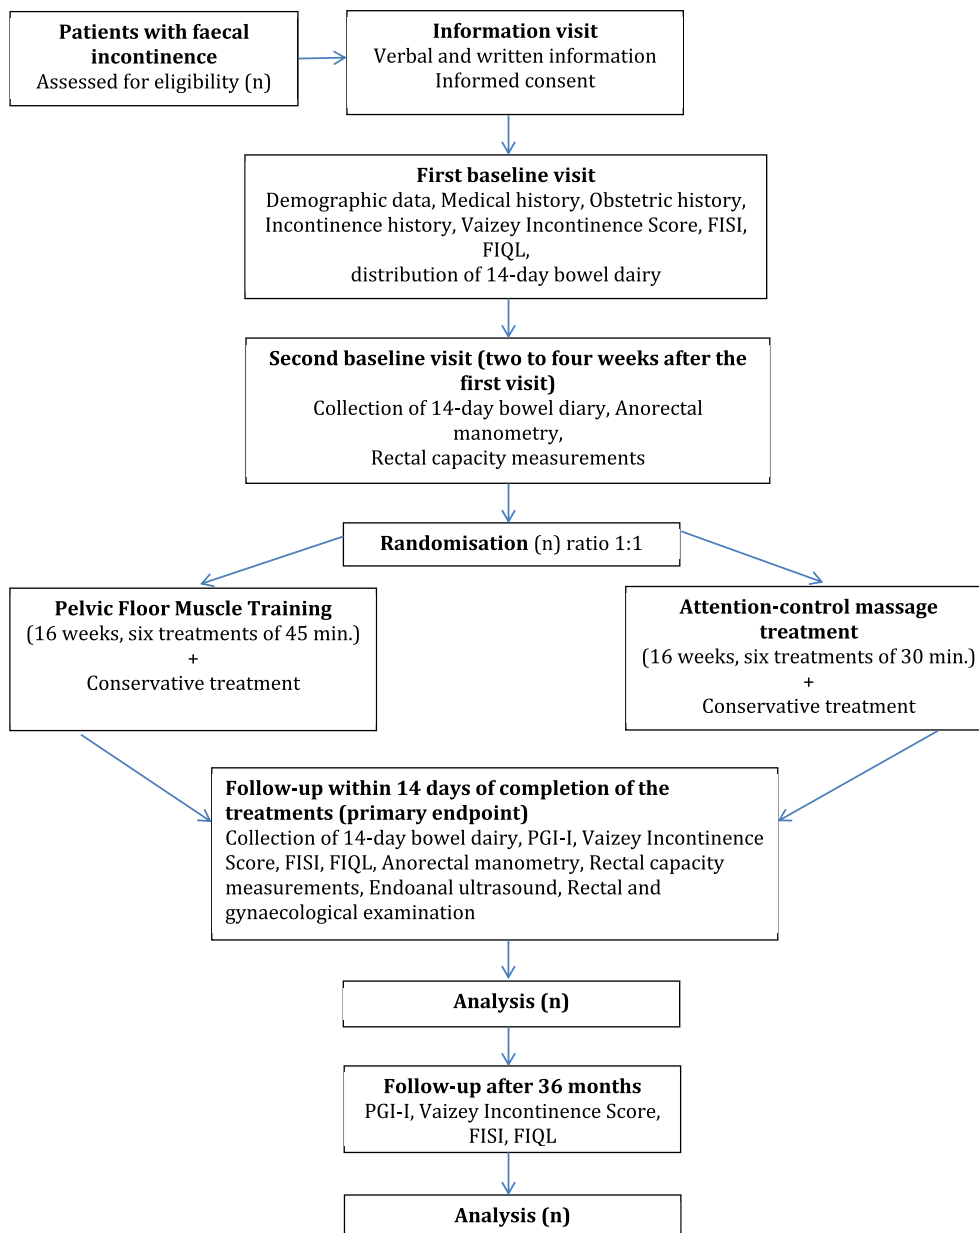 Patients with faecal
incontinence
Assessed for eligibility (n)
Information visit
Verbal and written information
Informed consent
First baseline visit
Demographic data, Medical history, Obstetric history,
Incontinence history, Vaizey Incontinence Score, FISI,
FIQL,
distribution of 14-day bowel dairy
Second baseline visit (two to four weeks after the
first visit)
Collection of 14-day bowel diary, Anorectal
manometry,
Rectal capacity measurements
Randomisation (n) ratio 1:1
Pelvic Floor Muscle Training
(16 weeks, six treatments of 45 min.)
+
Conservative treatment
Attention-control massage
treatment
(16 weeks, six treatments of 30 min.)
+
Conservative treatment
Follow-up within 14 days of completion of the
treatments (primary endpoint)
Collection of 14-day bowel dairy, PGI-I, Vaizey Incontinence
Score, FISI, FIQL, Anorectal manometry, Rectal capacity
measurements, Endoanal ultrasound, Rectal and
gynaecological examination
Analysis (n)
Follow-up after 36 months
PGI-I, Vaizey Incontinence Score,
FISI, FIQL
Analysis (n)